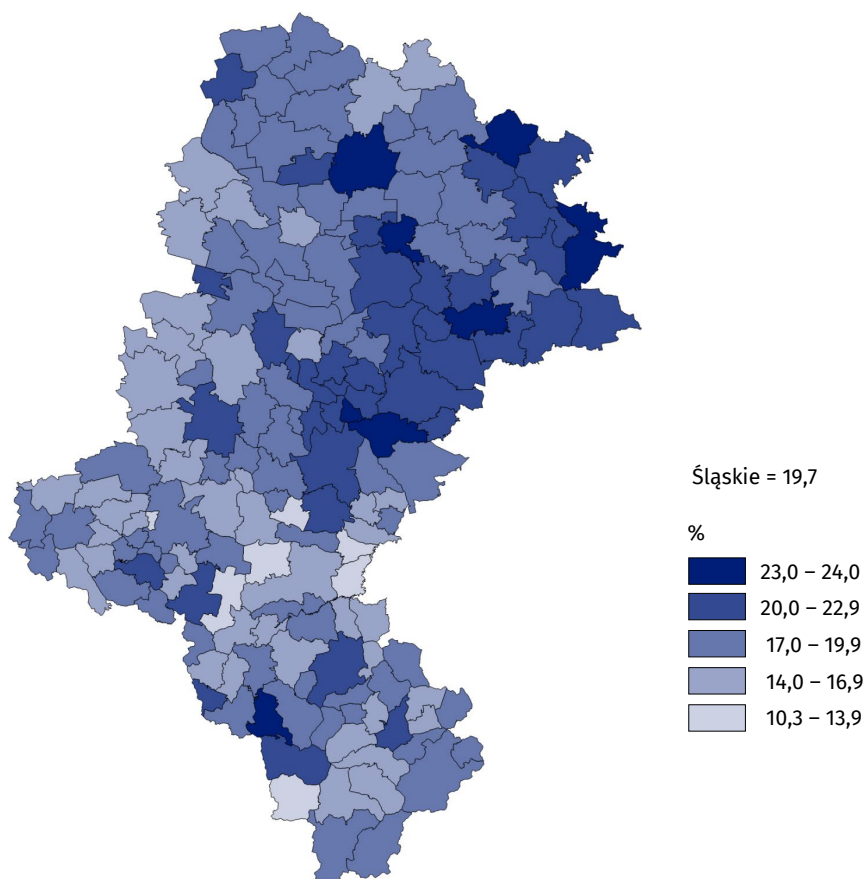 Śląskie = 19,7
%
23,0 – 24,0
20,0 – 22,9
17,0 – 19,9
14,0 – 16,9
10,3 – 13,9